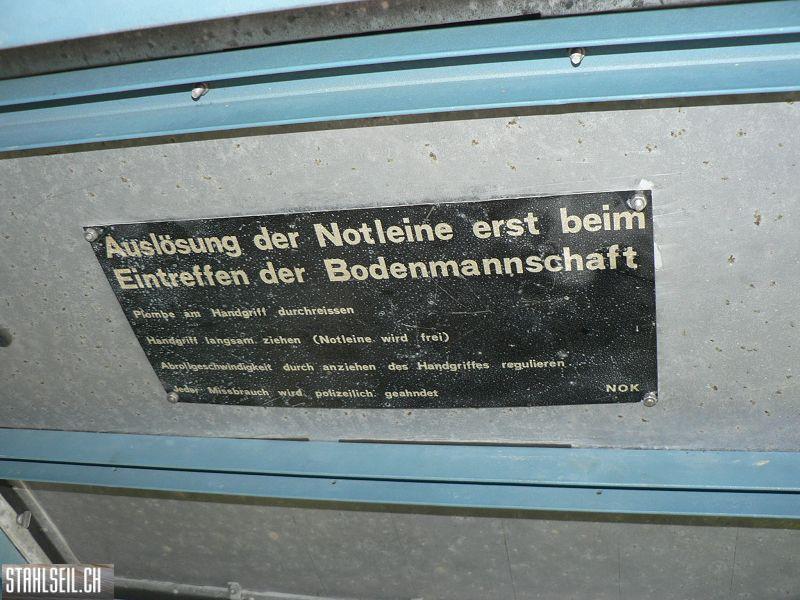 Auslösung der Notleine erst beim
Eintreffen der Bodenmannschaft
Plombe am Handgriff durchreissen
Handgriff langsam ziehen (Notleine wird frei)
Abrollgeschwindigkeit durch anziehen des Handgriffes regulieren
Jeder Missbrauch wird polizeilich geahndet
NOK
STAHLSEIL.CH